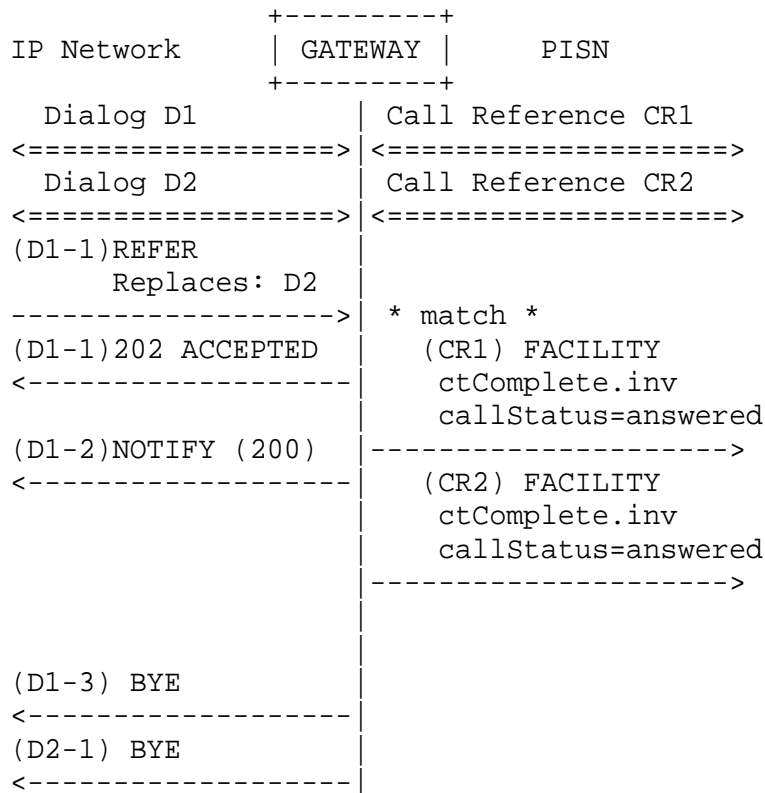 +---------+
IP Network      | GATEWAY |      PISN
                +---------+
  Dialog D1          | Call Reference CR1
<==================>|<====================>
  Dialog D2          | Call Reference CR2
<==================>|<====================>
(D1-1)REFER          |
      Replaces: D2   |
------------------->| * match *
(D1-1)202 ACCEPTED  |   (CR1) FACILITY
<-------------------|    ctComplete.inv
                    |    callStatus=answered
(D1-2)NOTIFY (200)  |--------------------->
<-------------------|   (CR2) FACILITY
                    |    ctComplete.inv
                    |    callStatus=answered
                    |--------------------->
                    |
                    |
(D1-3) BYE          |
<-------------------|
(D2-1) BYE          |
<-------------------|